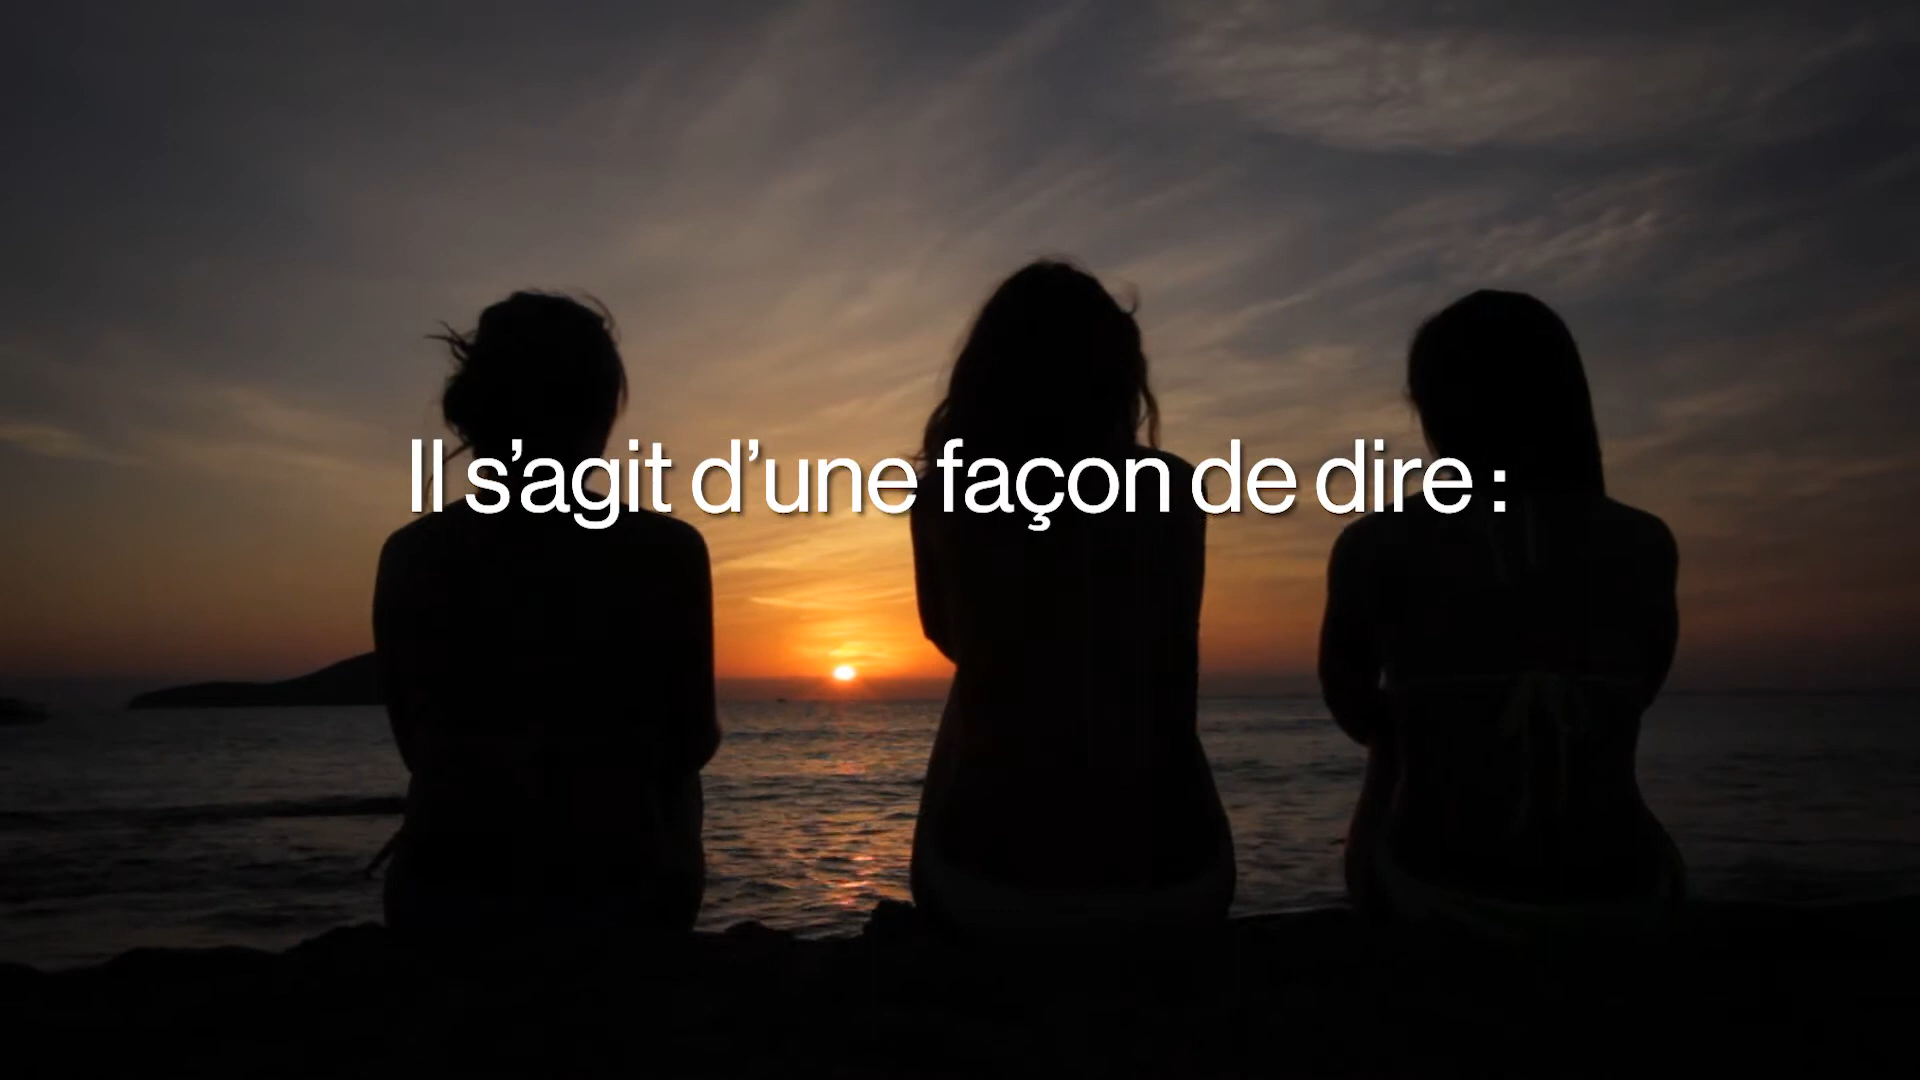 Il s’agit d’une façon de dire :